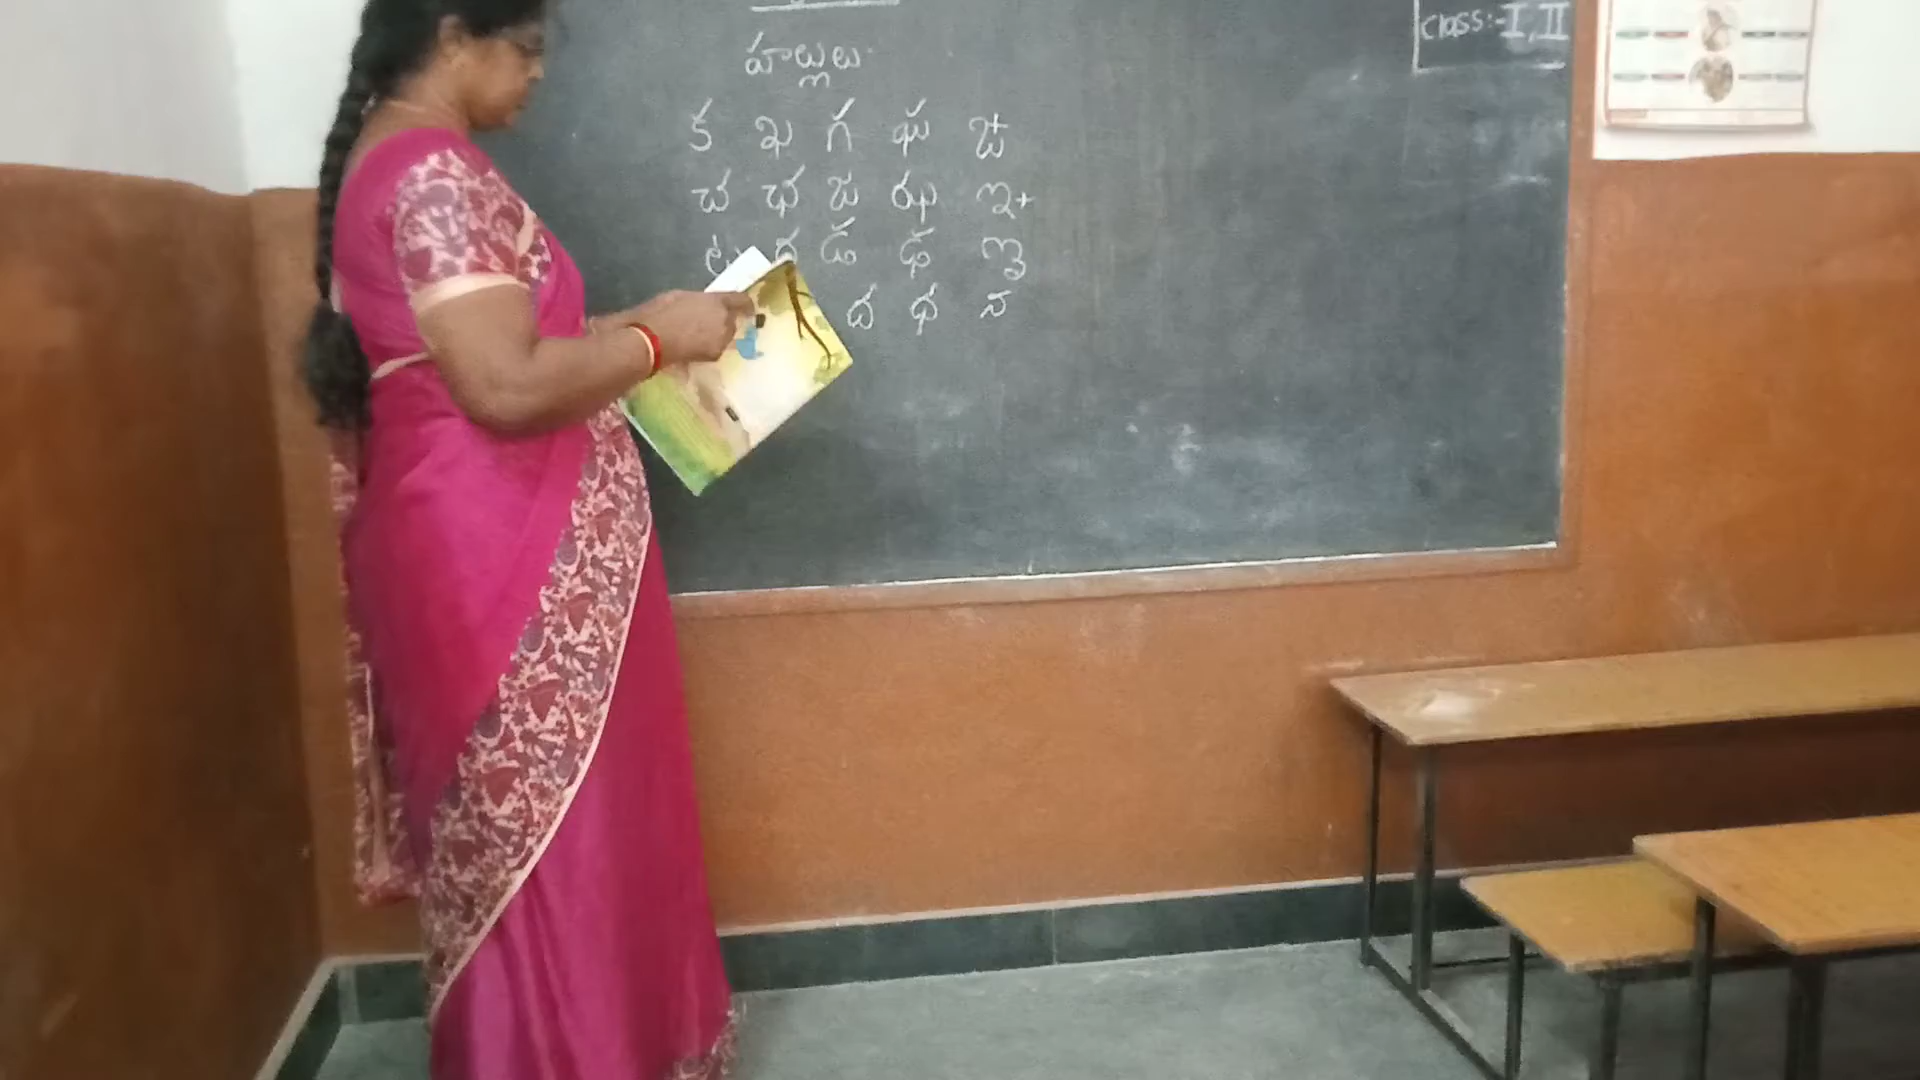 Class:- I, II
హల్లులు
క ఖ గ ఘ ఙ
చ ఛ జ ఝ ఞ
ట ఠ డ ఢ ణ
ద ధ న